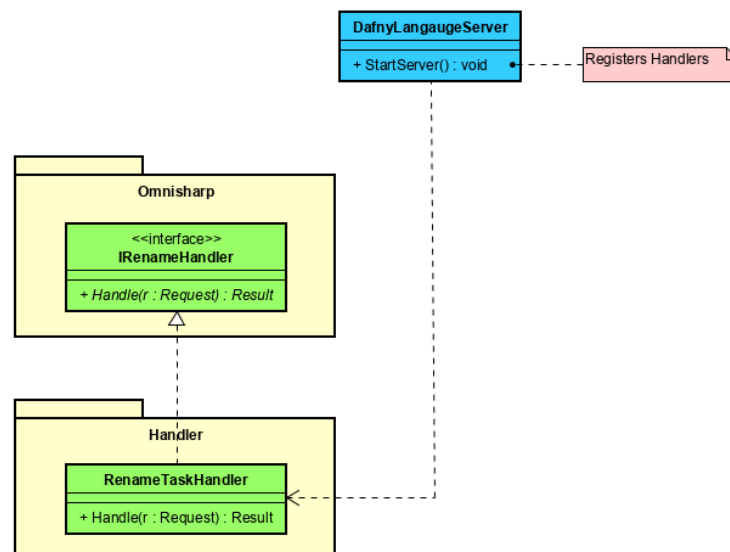 DafnyLangaugeServer
+ StartServer() : void
Registers Handlers
Omnisharp
<<interface>>
IRenameHandler
+ Handle(r : Request) : Result
Handler
RenameTaskHandler
+ Handle(r : Request) : Result